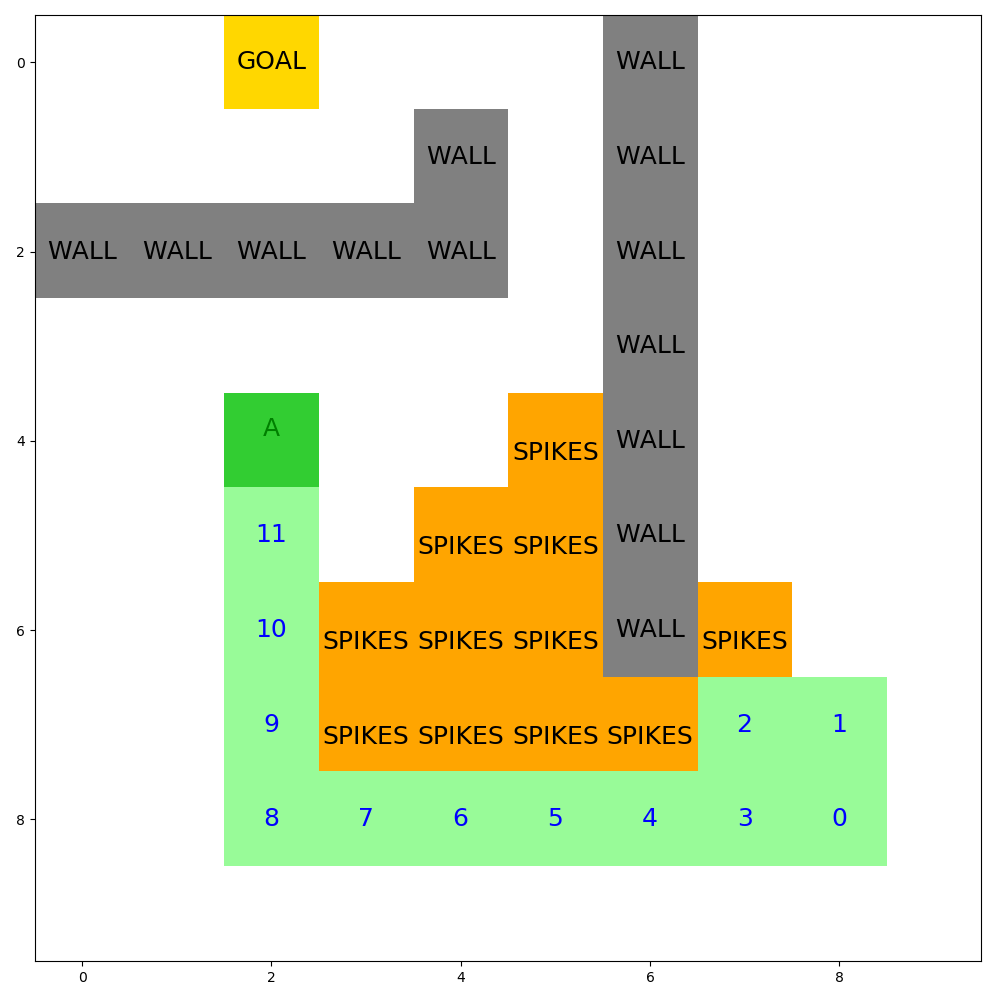 0 GOAL WALL
WALL WALL
2 WALL WALL WALL WALL WALL WALL
WALL
4 A SPIKES WALL
11 SPIKES SPIKES WALL
6 10 SPIKES SPIKES SPIKES WALL SPIKES
9 SPIKES SPIKES SPIKES SPIKES 2 1
8 8 7 6 5 4 3 0
0 2 4 6 8